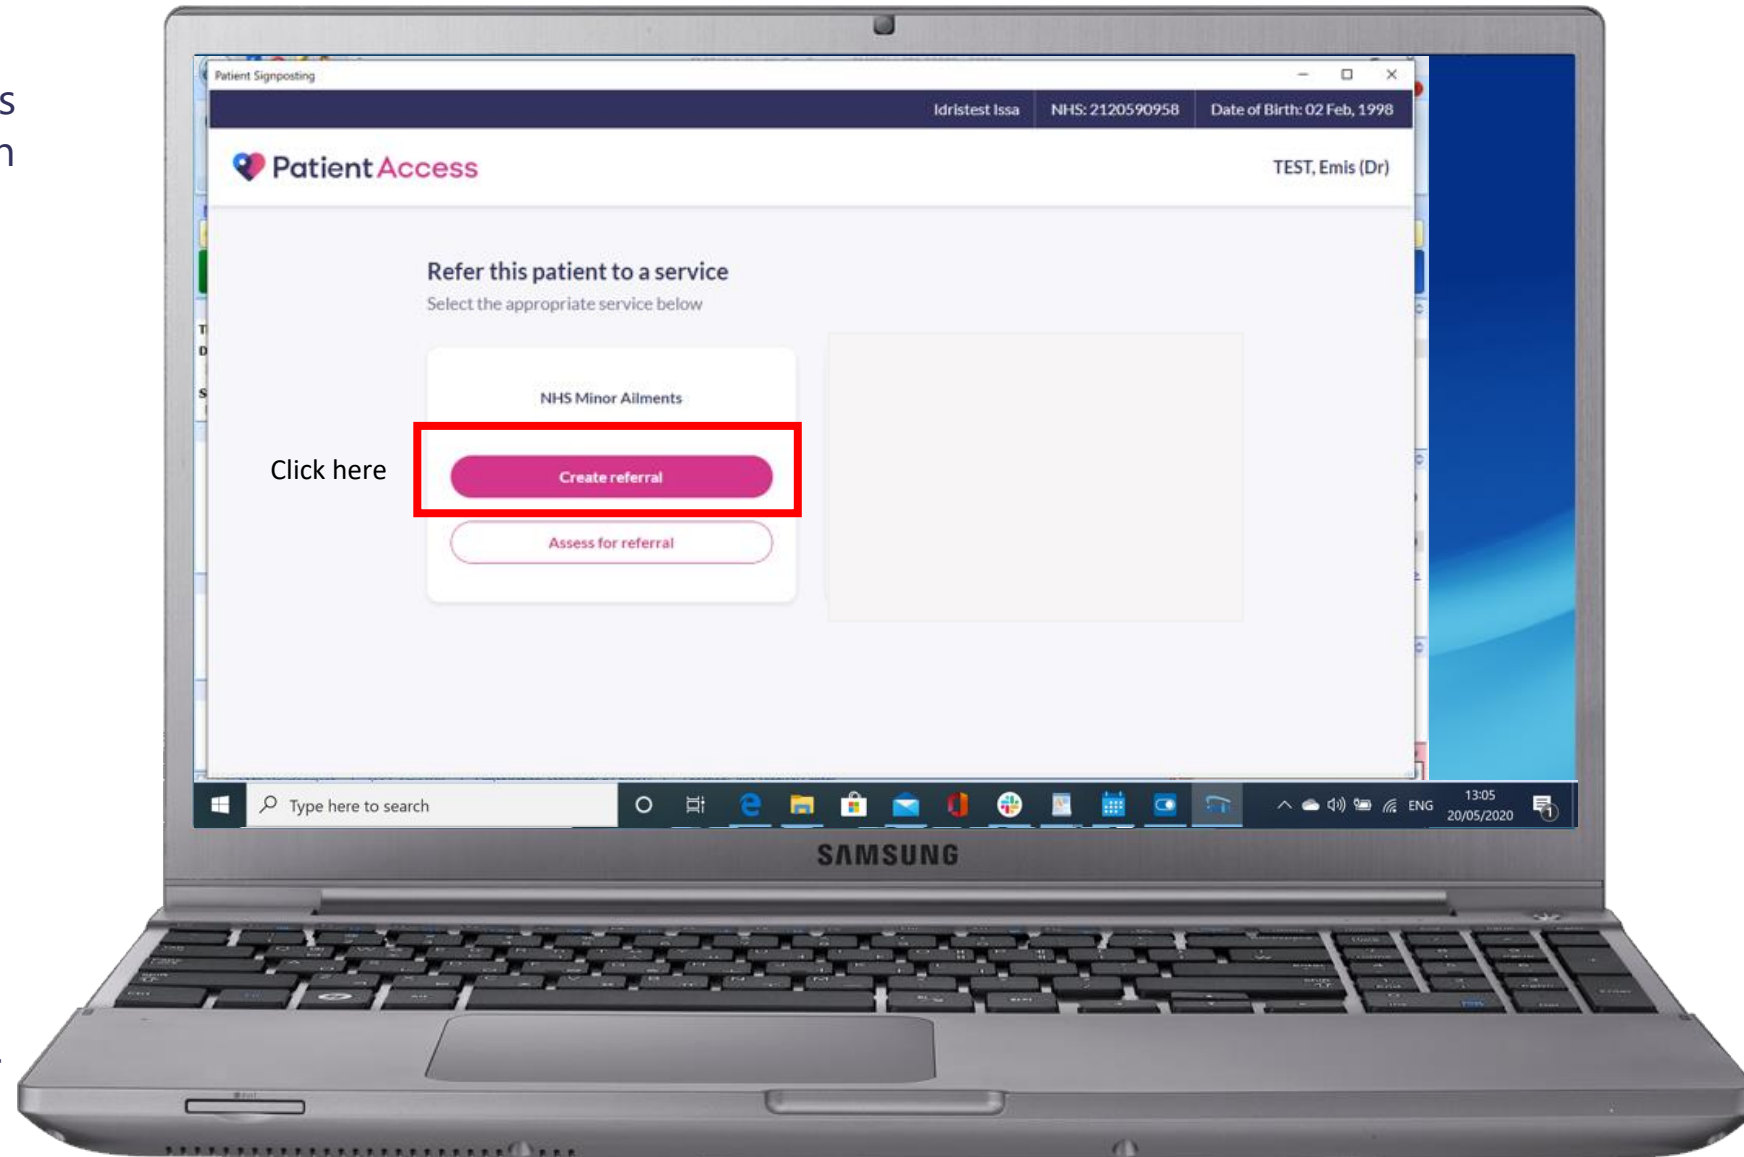 s
n
Patient Signposting
Idristest Issa NHS: 2120590958 Date of Birth: 02 Feb, 1998
Patient Access
TEST, Emis (Dr)
Refer this patient to a service
Select the appropriate service below
NHS Minor Ailments
Click here
Create referral
Assess for referral
Type here to search
ENG
13:05
20/05/2020
SAMSUNG